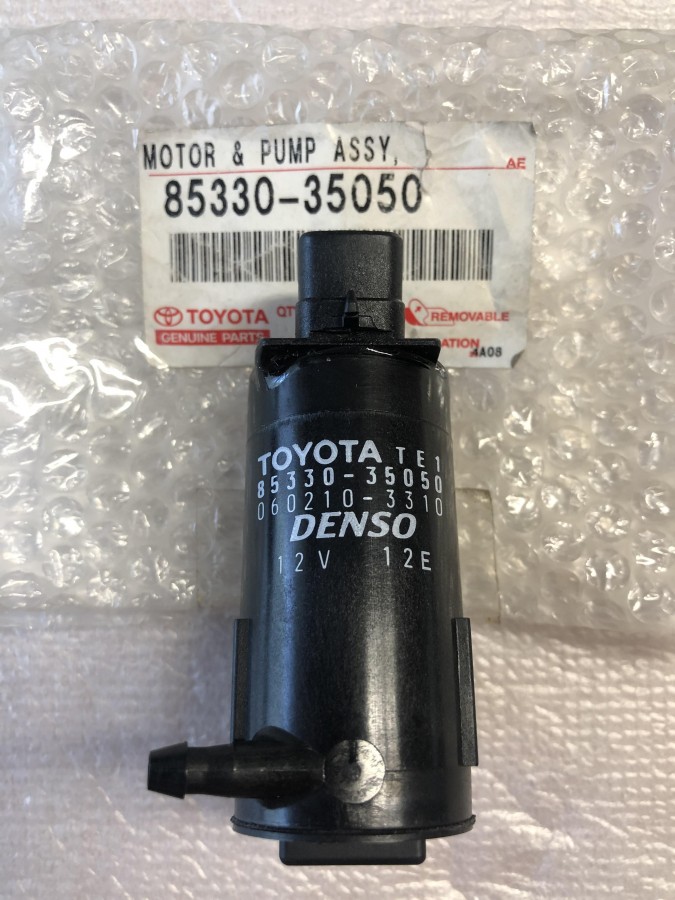 MOTOR & PUMP ASSY,
AE
85330-35050
TOYOTA
GENUINE PARTS
REMOVABLE
4A08
TOYOTA TE1
85330-35050
060210-3310
DENSO
12V 12E